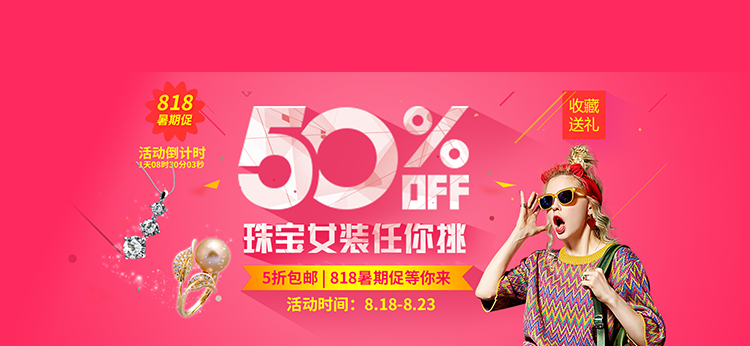 818
暑期促
活动倒计时
1天08时30分03秒
50%
OFF
收藏
送礼
珠宝女装任你挑
5折包邮 | 818暑期促等你来
活动时间：8.18-8.23